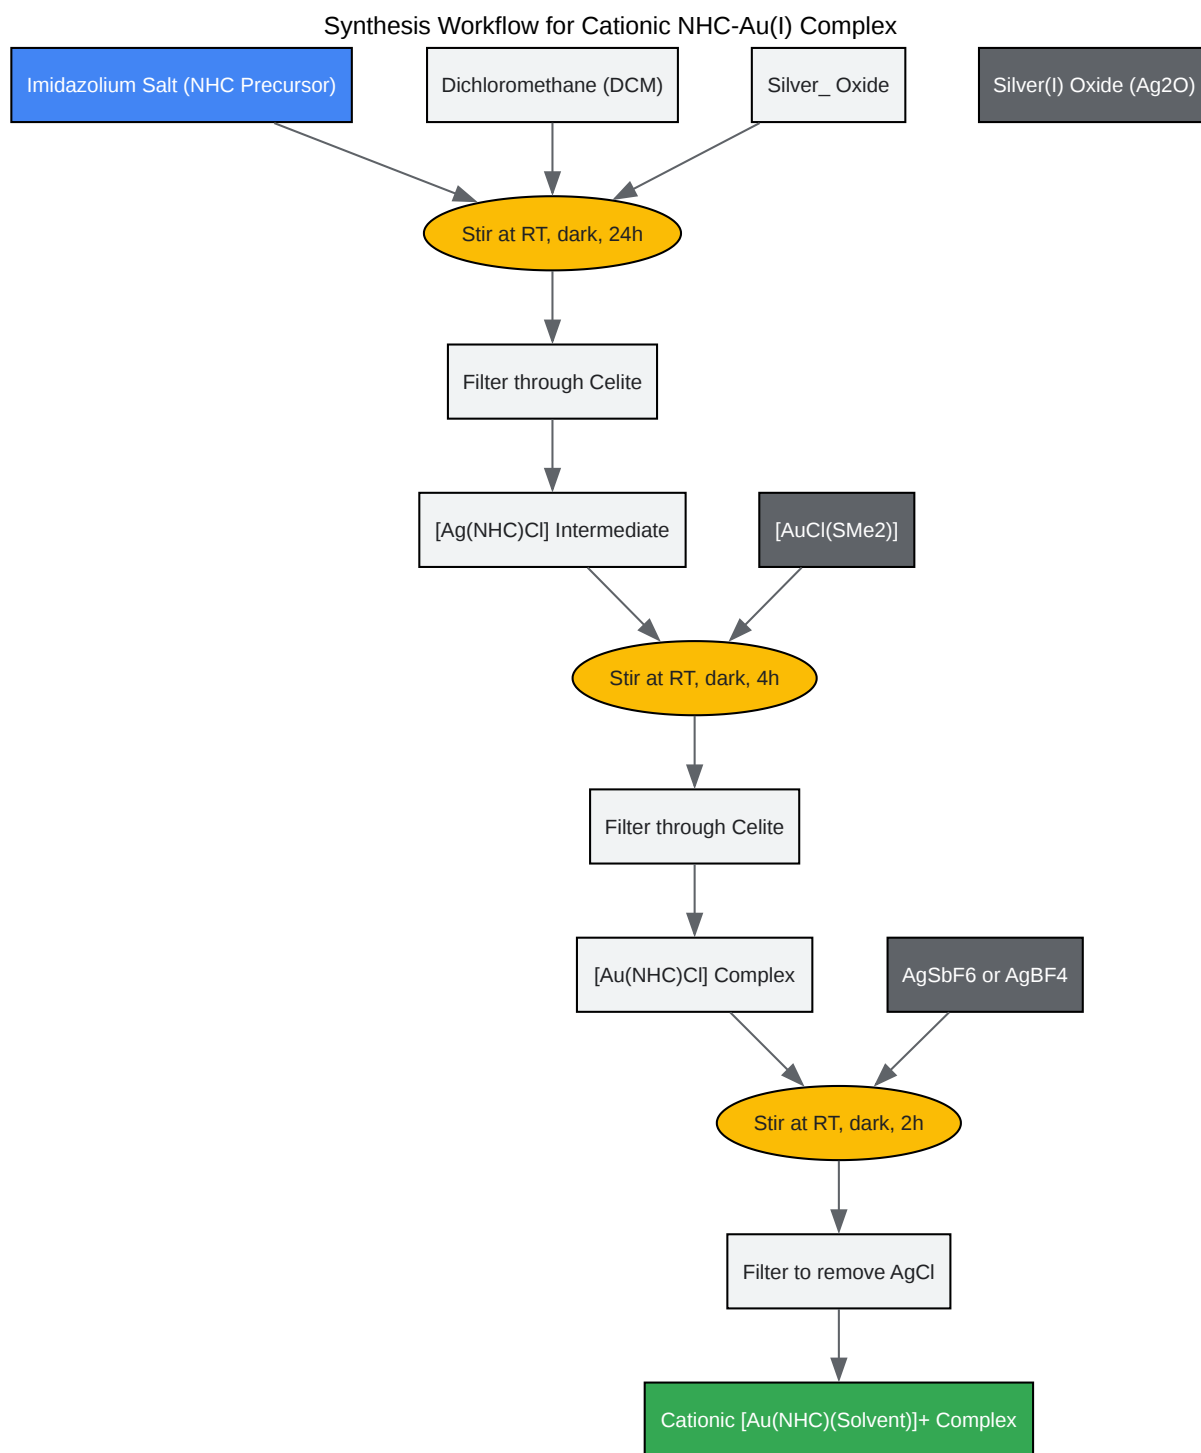 Synthesis Workflow for Cationic NHC-Au(I) Complex
Imidazolium Salt (NHC Precursor)
Dichloromethane (DCM)
Silver_ Oxide
Silver(I) Oxide (Ag2O)
Stir at RT, dark, 24h
Filter through Celite
[Ag(NHC)Cl] Intermediate
[AuCl(SMe2)]
Stir at RT, dark, 4h
Filter through Celite
[Au(NHC)Cl] Complex
AgSbF6 or AgBF4
Stir at RT, dark, 2h
Filter to remove AgCl
Cationic [Au(NHC)(Solvent)]+ Complex